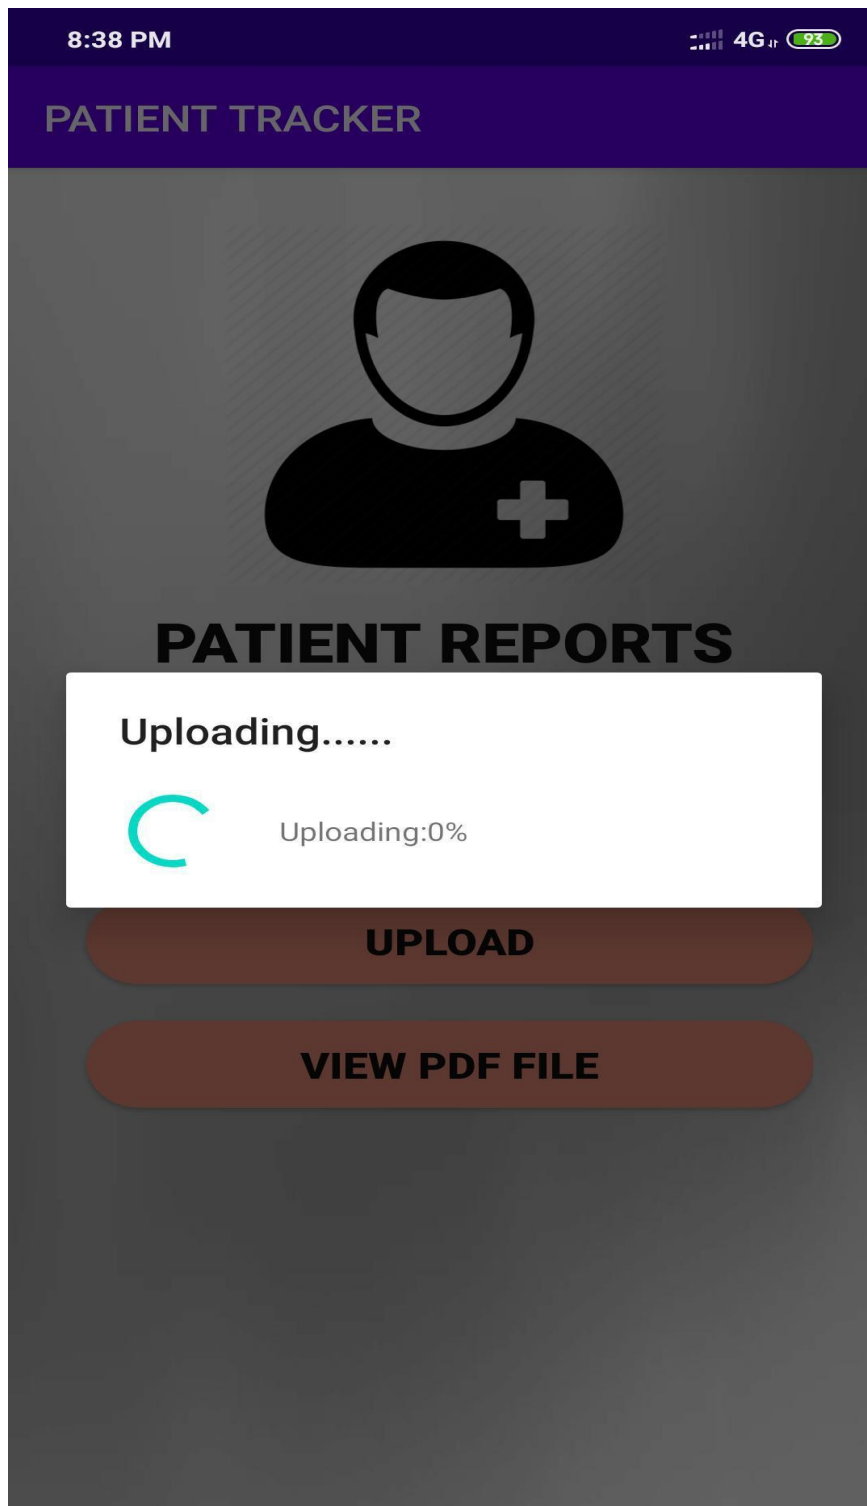 8:38 PM 4G 93
PATIENT TRACKER
PATIENT REPORTS
Uploading......
Uploading:0%
UPLOAD
VIEW PDF FILE